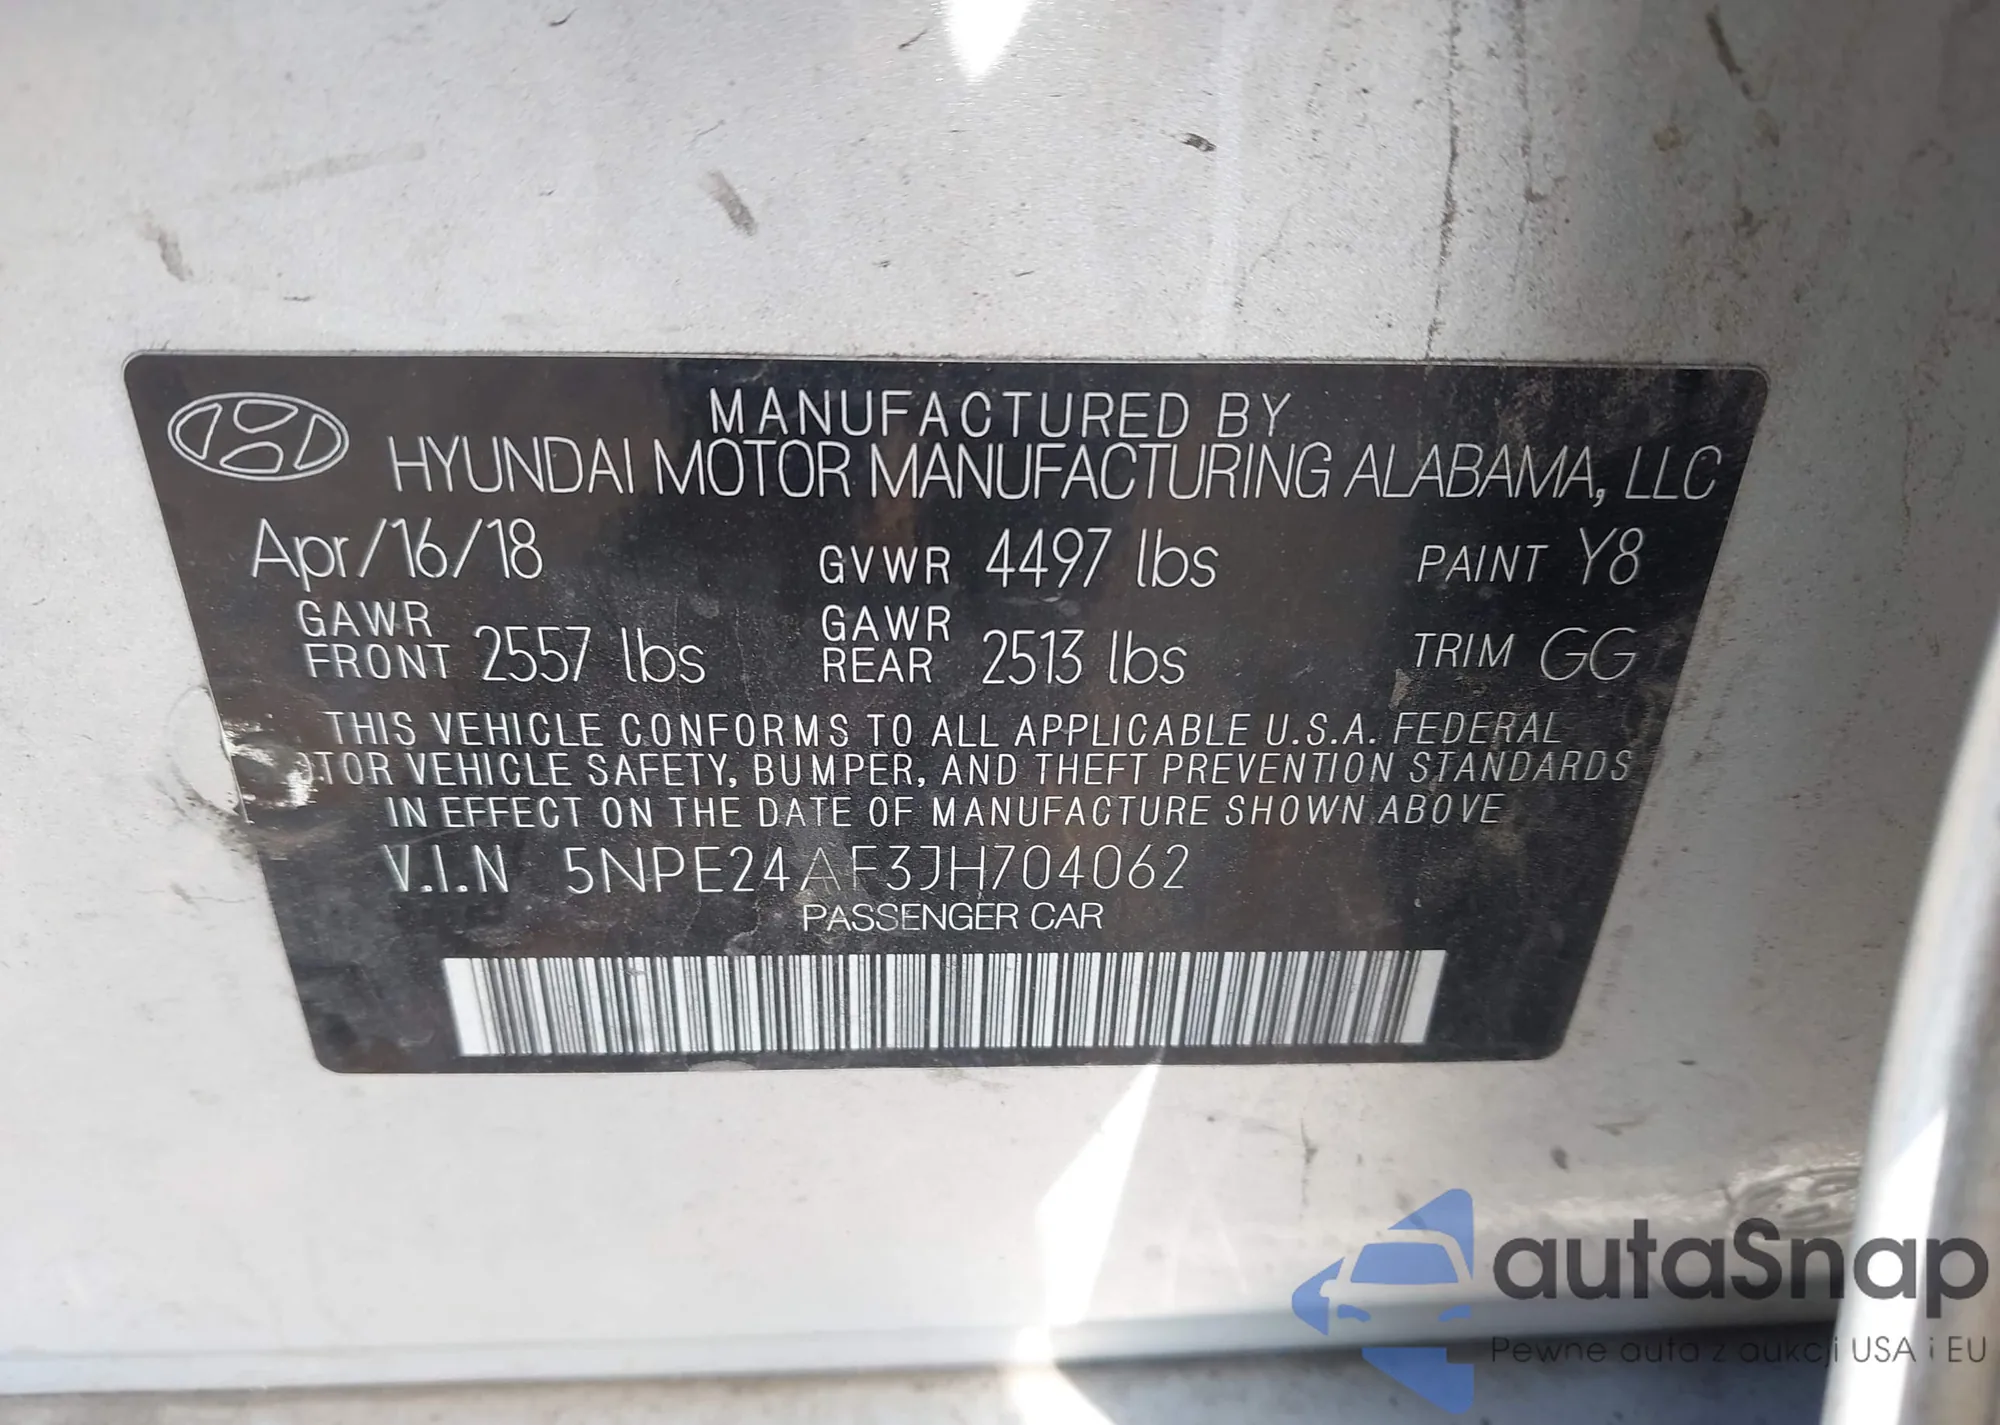 MANUFACTURED BY
HYUNDAI MOTOR MANUFACTURING ALABAMA, LLC
Apr/16/18 GVWR 4497 lbs PAINT Y8
GAWR FRONT 2557 lbs GAWR REAR 2513 lbs TRIM GG
THIS VEHICLE CONFORMS TO ALL APPLICABLE U.S.A. FEDERAL
TOR VEHICLE SAFETY, BUMPER, AND THEFT PREVENTION STANDARDS
IN EFFECT ON THE DATE OF MANUFACTURE SHOWN ABOVE
V.I.N 5NPE24AF3JH704062
PASSENGER CAR
autaSnap
Pewne auta z aukcji USA i EU